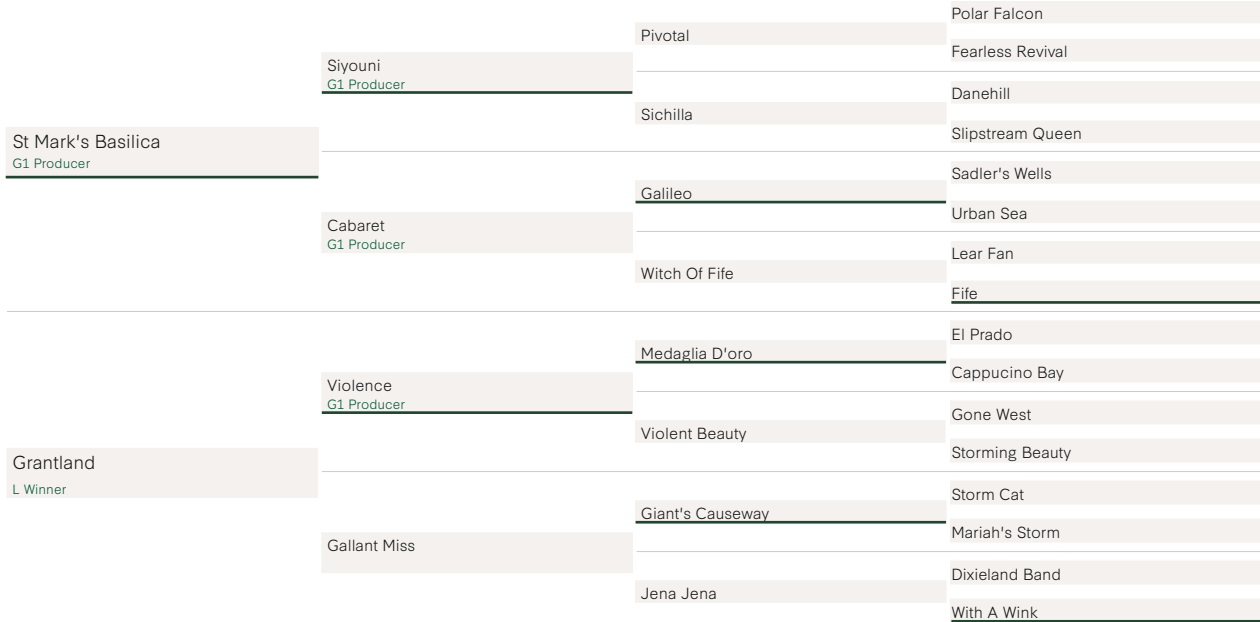 St Mark's Basilica
G1 Producer
Grantland
L Winner
Siyouni
G1 Producer
Cabaret
G1 Producer
Violence
G1 Producer
Gallant Miss
Pivotal
Sichilla
Galileo
Witch Of Fife
Medaglia D'oro
Violent Beauty
Giant's Causeway
Jena Jena
Polar Falcon
Fearless Revival
Danehill
Slipstream Queen
Sadler's Wells
Urban Sea
Lear Fan
Fife
El Prado
Cappucino Bay
Gone West
Storming Beauty
Storm Cat
Mariah's Storm
Dixieland Band
With A Wink